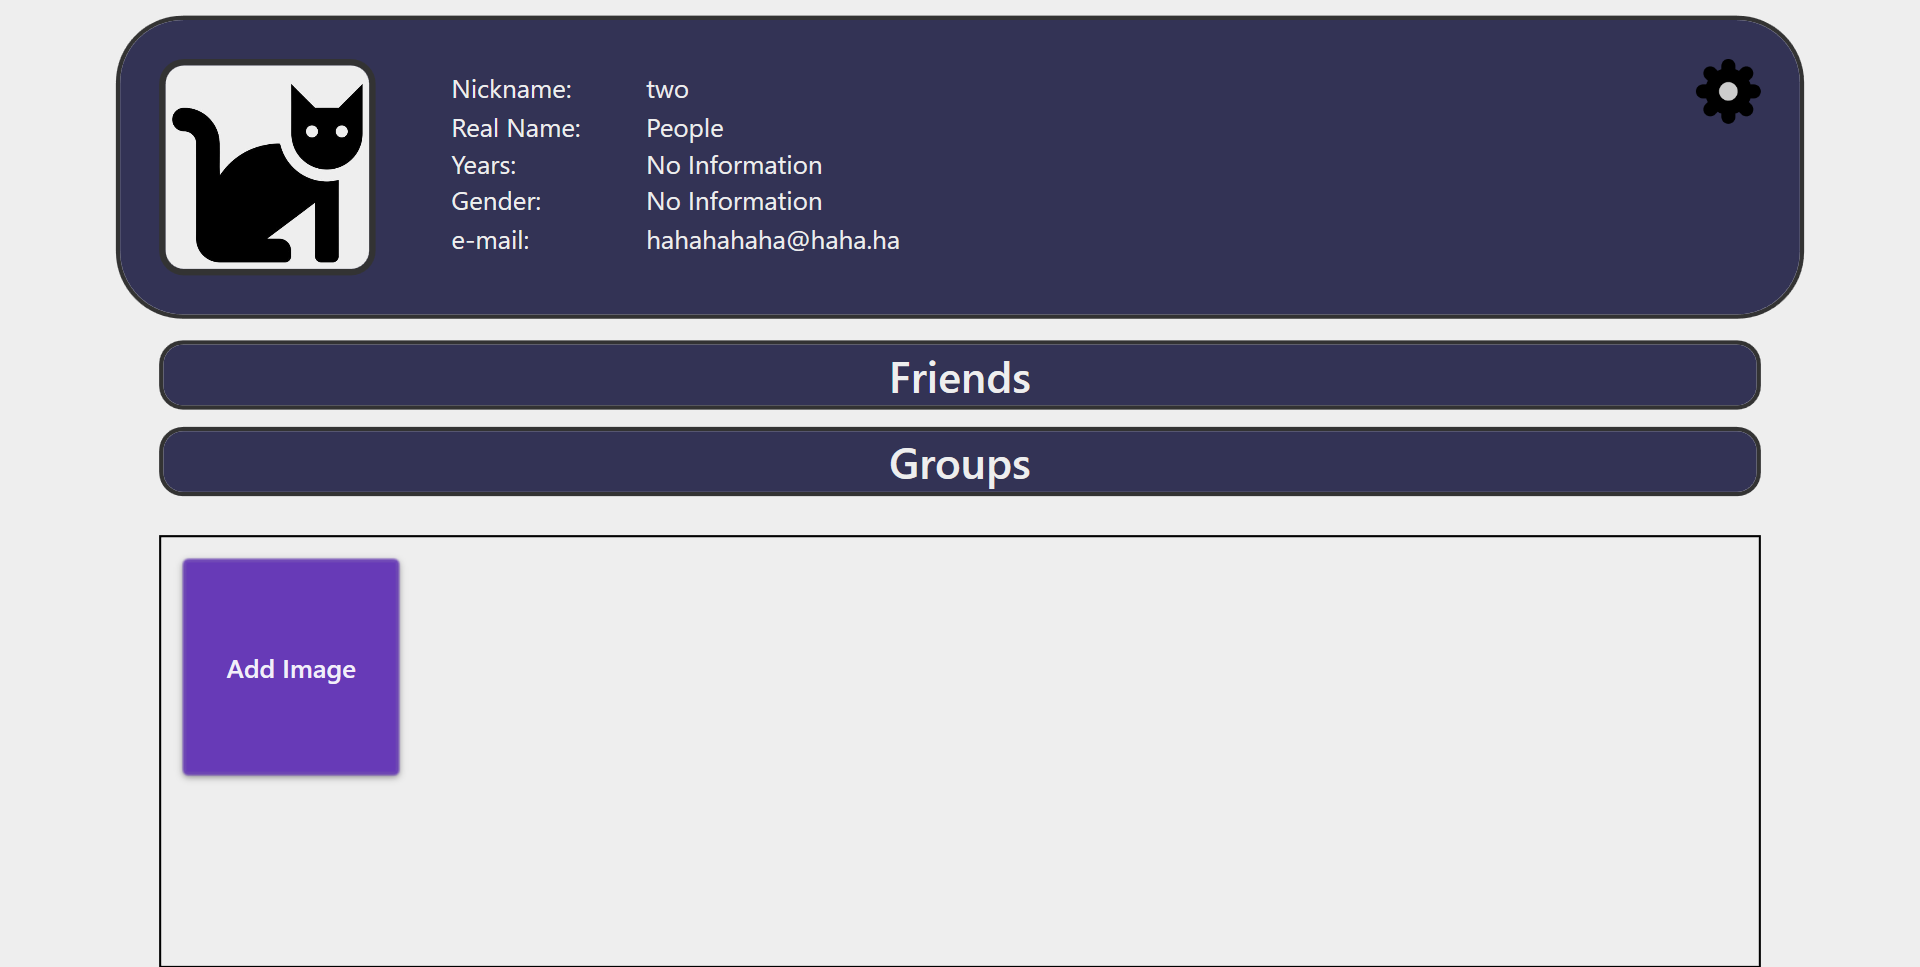 Nickname: two
Real Name: People
Years: No Information
Gender: No Information
e-mail: hahahahaha@haha.ha
Friends
Groups
Add Image